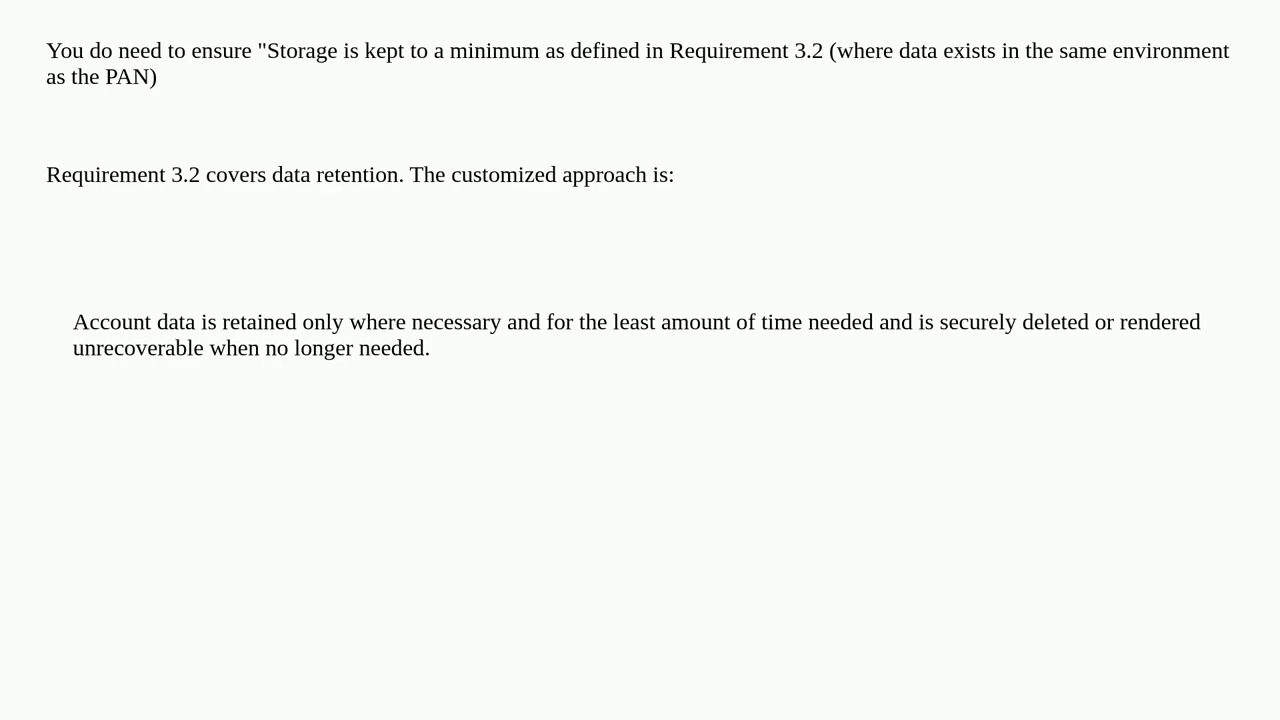 You do need to ensure "Storage is kept to a minimum as defined in Requirement 3.2 (where data exists in the same environment
as the PAN)
Requirement 3.2 covers data retention. The customized approach is:
Account data is retained only where necessary and for the least amount of time needed and is securely deleted or rendered
unrecoverable when no longer needed.